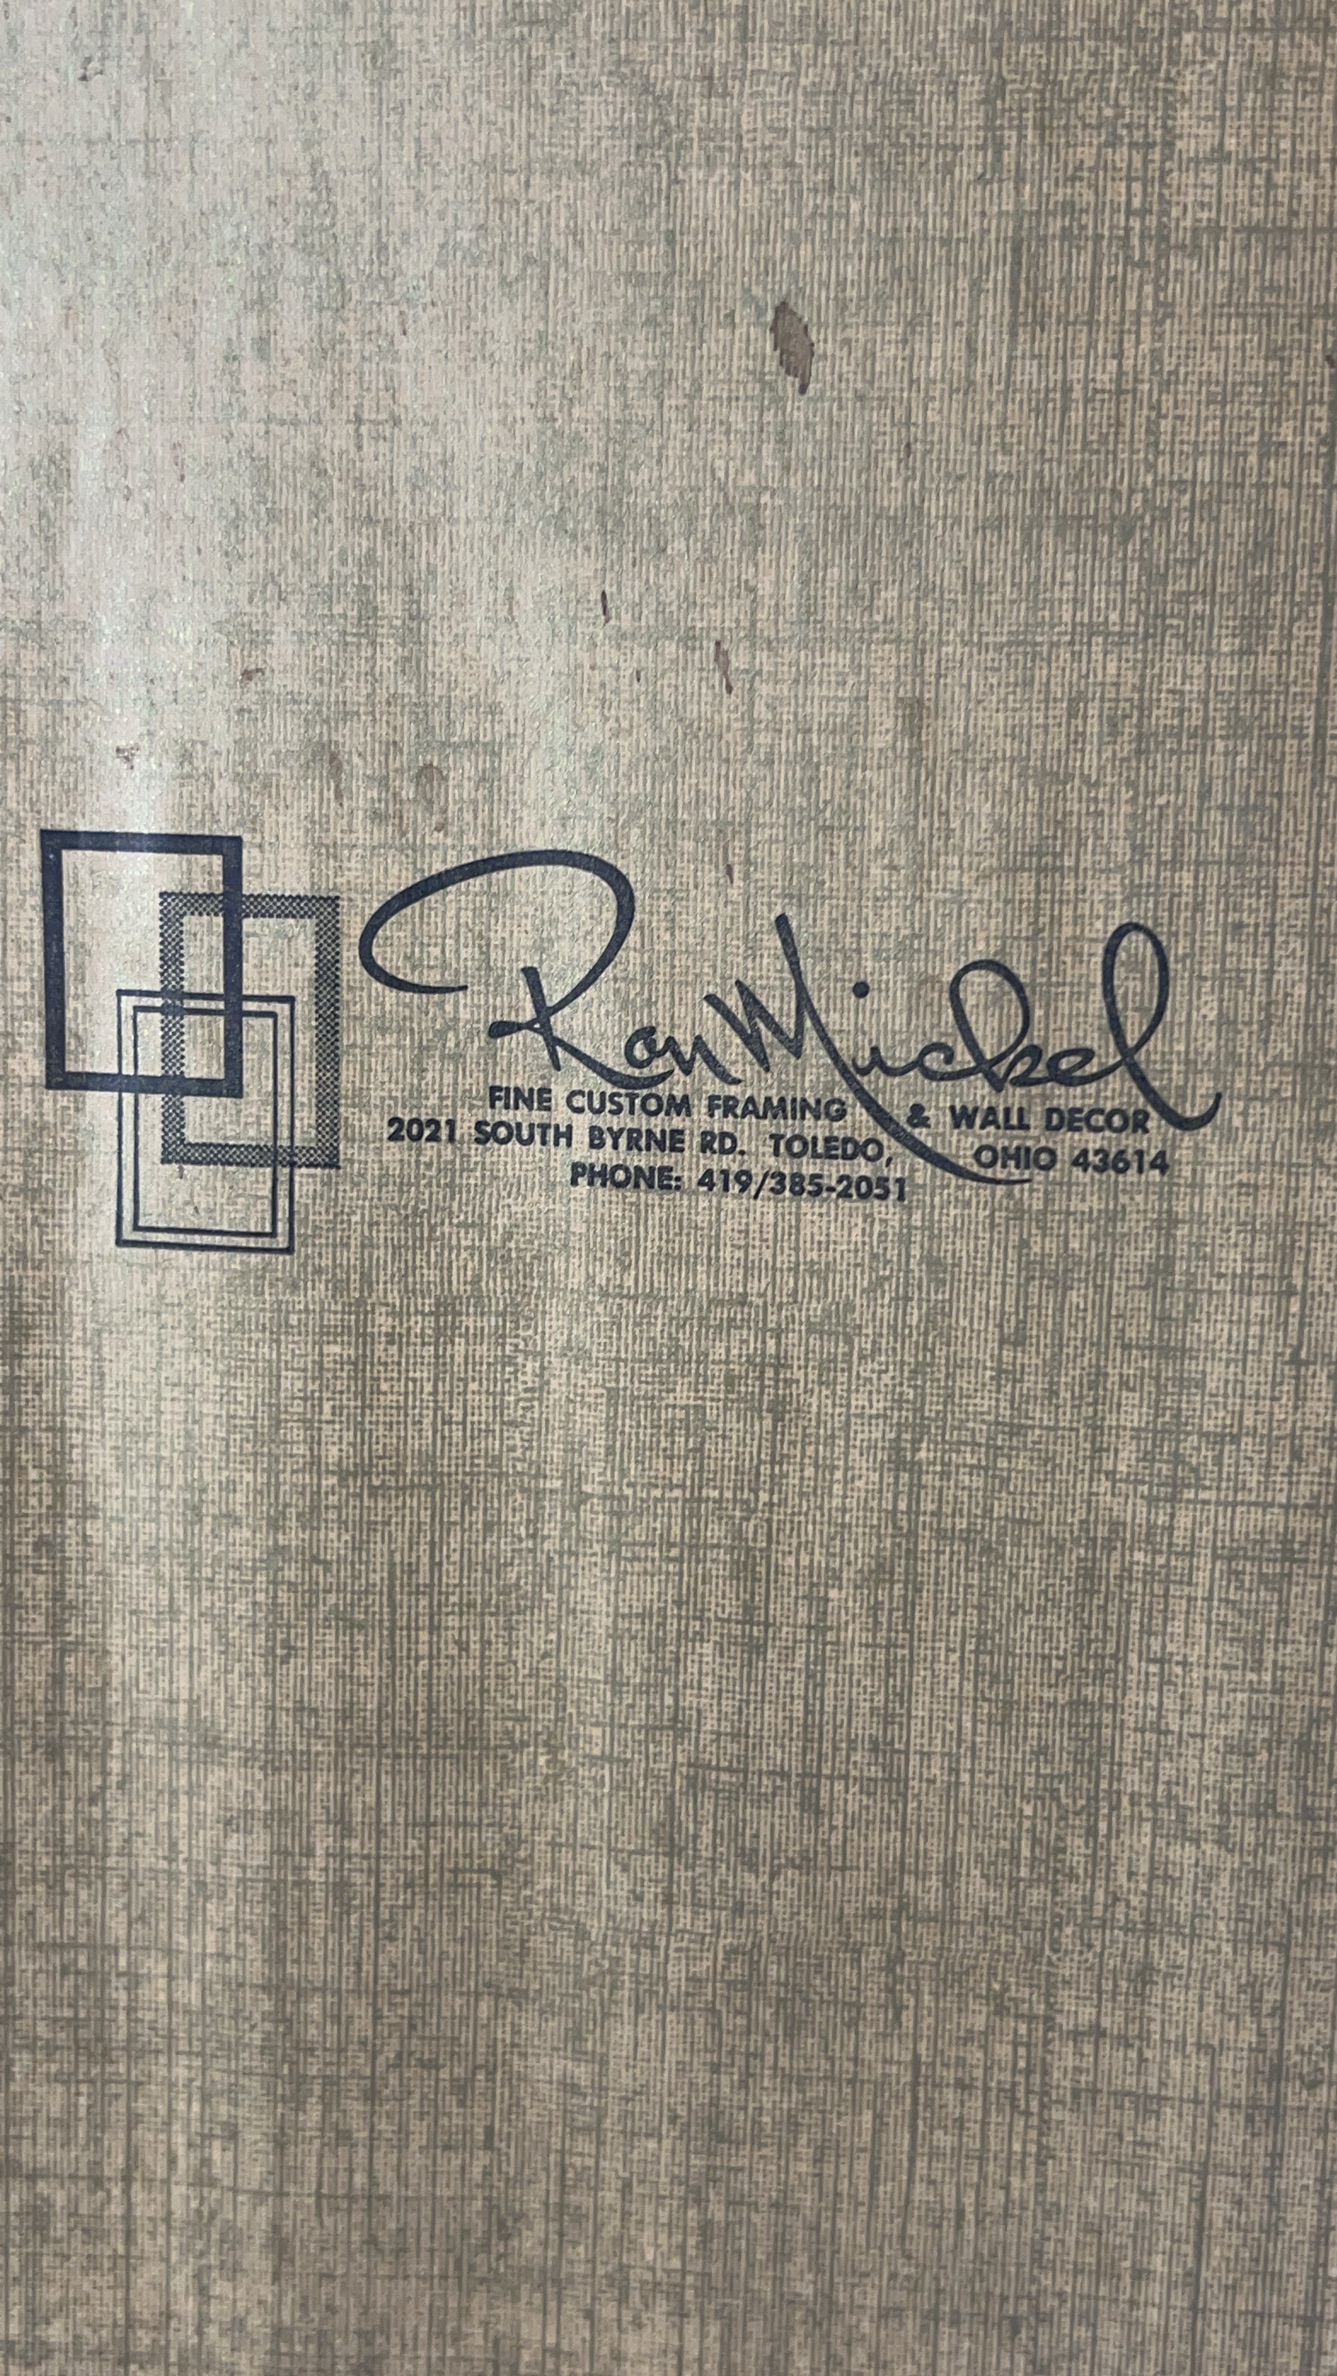 Ron Mickel
FINE CUSTOM FRAMING & WALL DECOR
2021 SOUTH BYRNE RD. TOLEDO, OHIO 43614
PHONE: 419/385-2051